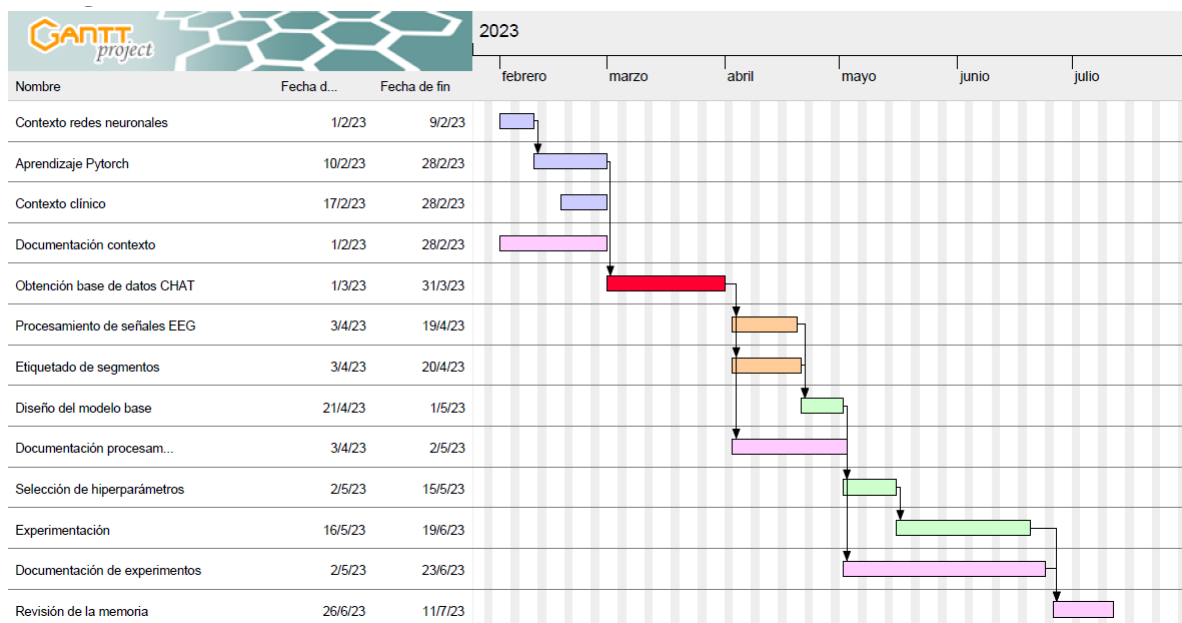 GANTT
project
2023
febrero marzo abril mayo junio julio
Nombre Fecha d... Fecha de fin
Contexto redes neuronales 1/2/23 9/2/23
Aprendizaje Pytorch 10/2/23 28/2/23
Contexto clínico 17/2/23 28/2/23
Documentación contexto 1/2/23 28/2/23
Obtención base de datos CHAT 1/3/23 31/3/23
Procesamiento de señales EEG 3/4/23 19/4/23
Etiquetado de segmentos 3/4/23 20/4/23
Diseño del modelo base 21/4/23 1/5/23
Documentación procesam... 3/4/23 2/5/23
Selección de hiperparámetros 2/5/23 15/5/23
Experimentación 16/5/23 19/6/23
Documentación de experimentos 2/5/23 23/6/23
Revisión de la memoria 26/6/23 11/7/23